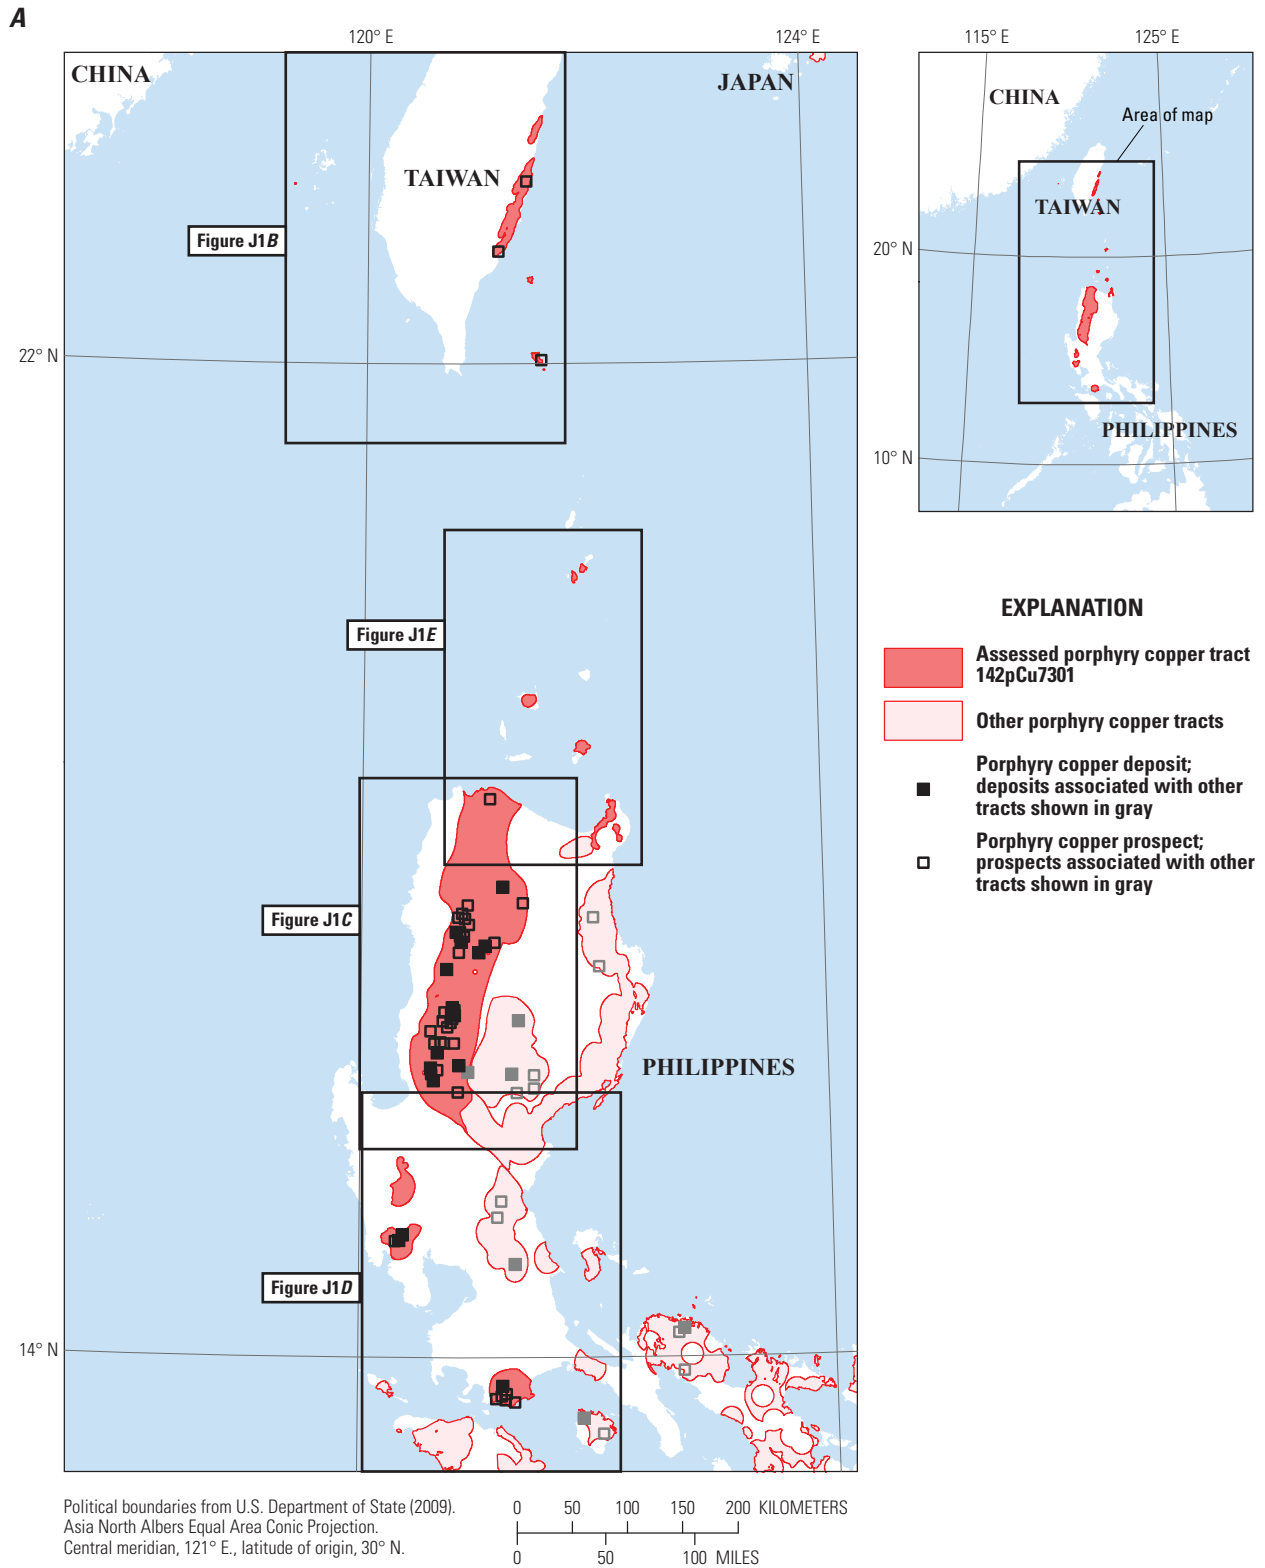 A
120° E
124° E
CHINA
JAPAN
TAIWAN
Figure J1B
22° N
Figure J1E
Figure J1C
PHILIPPINES
Figure J1D
14° N
115° E
125° E
CHINA
Area of map
TAIWAN
20° N
PHILIPPINES
10° N
EXPLANATION
Assessed porphyry copper tract
142pCu7301
Other porphyry copper tracts
Porphyry copper deposit;
deposits associated with other
tracts shown in gray
Porphyry copper prospect;
prospects associated with other
tracts shown in gray
Political boundaries from U.S. Department of State (2009).
Asia North Albers Equal Area Conic Projection.
Central meridian, 121° E., latitude of origin, 30° N.
0 50 100 150 200 KILOMETERS
0 50 100 MILES